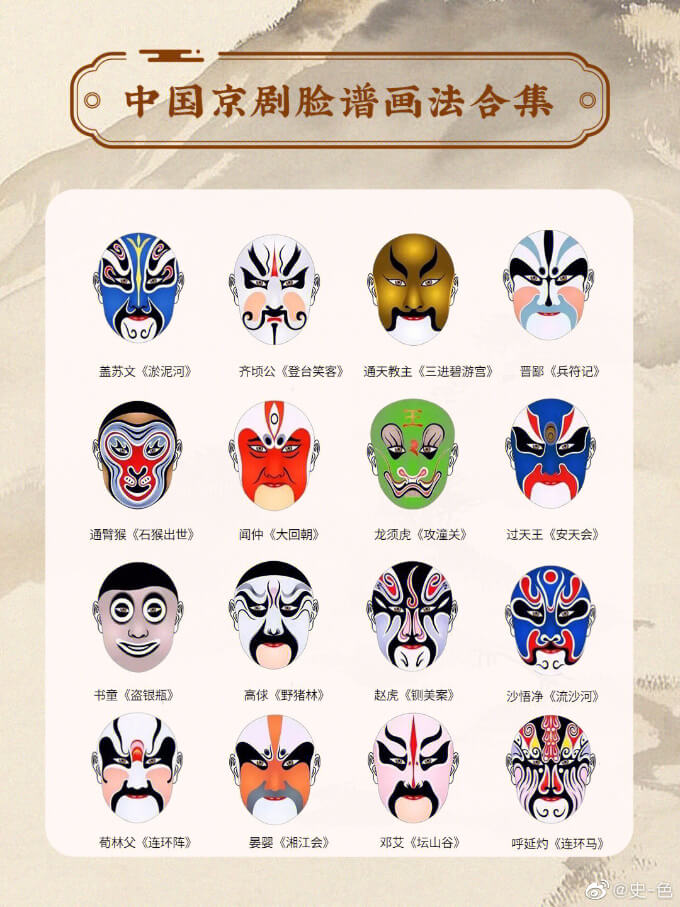 中国京剧脸谱画法合集
盖苏文《淤泥河》
齐顷公《登台笑客》
通天教主《三进碧游宫》
晋鄙《兵符记》
通臂猴《石猴出世》
闻仲《大回朝》
龙须虎《攻潼关》
过天王《安天会》
书童《盗银瓶》
高俅《野猪林》
赵虎《铡美案》
沙悟净《流沙河》
荀林父《连环阵》
晏婴《湘江会》
邓艾《坛山谷》
呼延灼《连环马》
王
@史-色